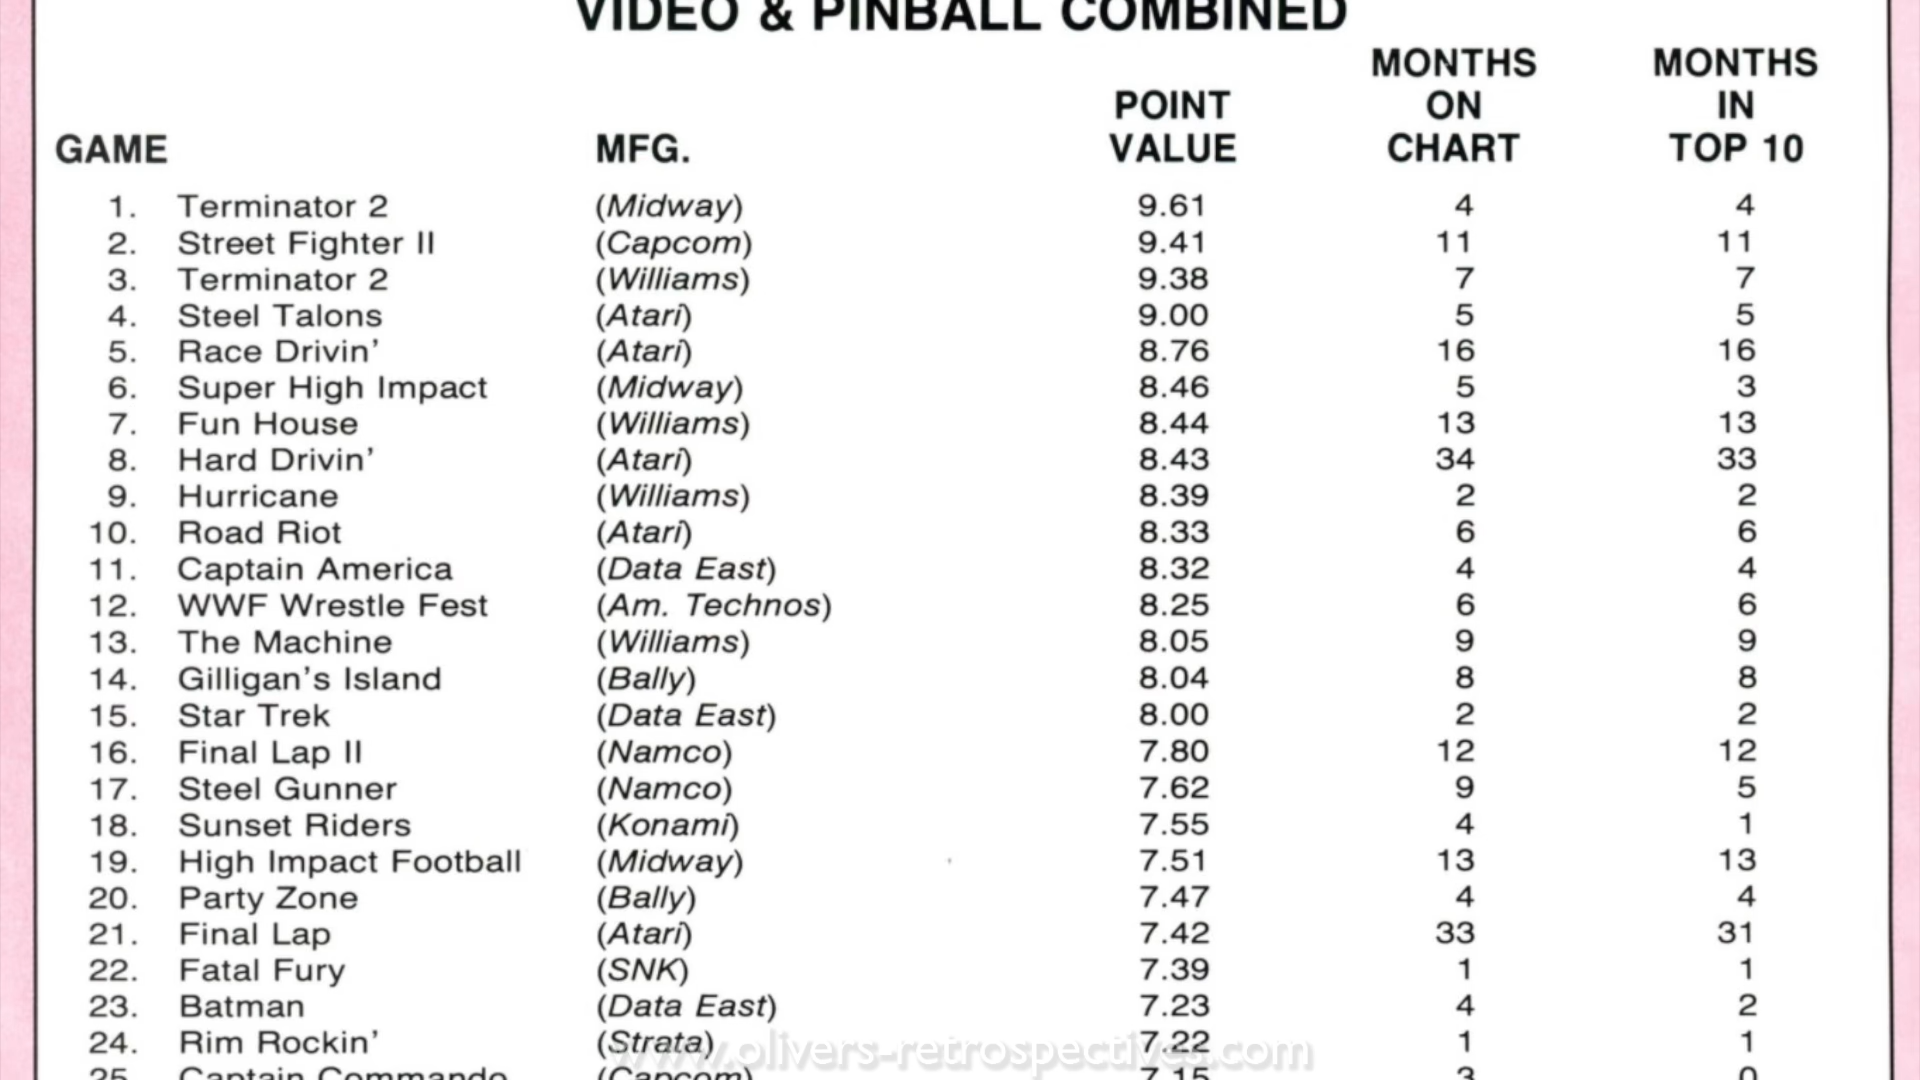 VIDEO & PINBALL COMBINED
GAME MFG. POINT VALUE MONTHS ON CHART MONTHS IN TOP 10
1. Terminator 2 (Midway) 9.61 4 4
2. Street Fighter II (Capcom) 9.41 11 11
3. Terminator 2 (Williams) 9.38 7 7
4. Steel Talons (Atari) 9.00 5 5
5. Race Drivin' (Atari) 8.76 16 16
6. Super High Impact (Midway) 8.46 5 3
7. Fun House (Williams) 8.44 13 13
8. Hard Drivin' (Atari) 8.43 34 33
9. Hurricane (Williams) 8.39 2 2
10. Road Riot (Atari) 8.33 6 6
11. Captain America (Data East) 8.32 4 4
12. WWF Wrestle Fest (Am. Technos) 8.25 6 6
13. The Machine (Williams) 8.05 9 9
14. Gilligan's Island (Bally) 8.04 8 8
15. Star Trek (Data East) 8.00 2 2
16. Final Lap II (Namco) 7.80 12 12
17. Steel Gunner (Namco) 7.62 9 5
18. Sunset Riders (Konami) 7.55 4 1
19. High Impact Football (Midway) 7.51 13 13
20. Party Zone (Bally) 7.47 4 4
21. Final Lap (Atari) 7.42 33 31
22. Fatal Fury (SNK) 7.39 1 1
23. Batman (Data East) 7.23 4 2
24. Rim Rockin' (Strata) 7.22 1 1
www.olivers-retrospectives.com
25. Captain Commando (Capcom) 7.15 3 0